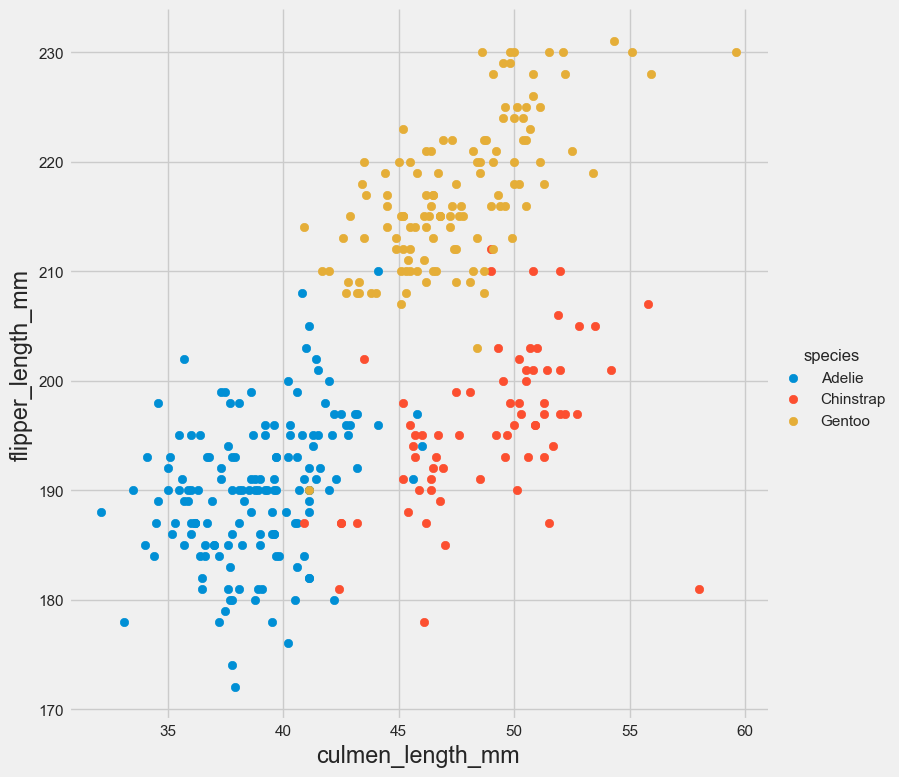 230
220
210
200
190
180
170
flipper_length_mm
35
40
45
50
55
60
culmen_length_mm
species
Adelie
Chinstrap
Gentoo